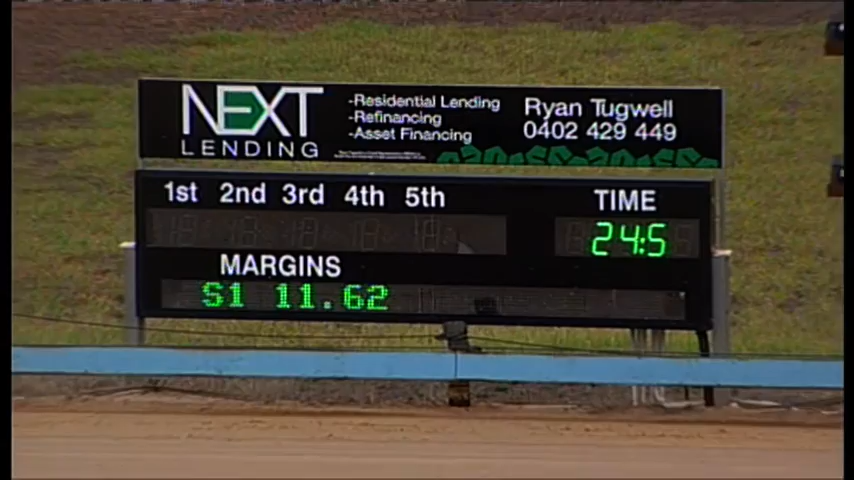 NEXT
LENDING
-Residential Lending
-Refinancing
-Asset Financing
Ryan Tugwell
0402 429 449
1st 2nd 3rd 4th 5th
TIME
24:5
MARGINS
S1 11.62